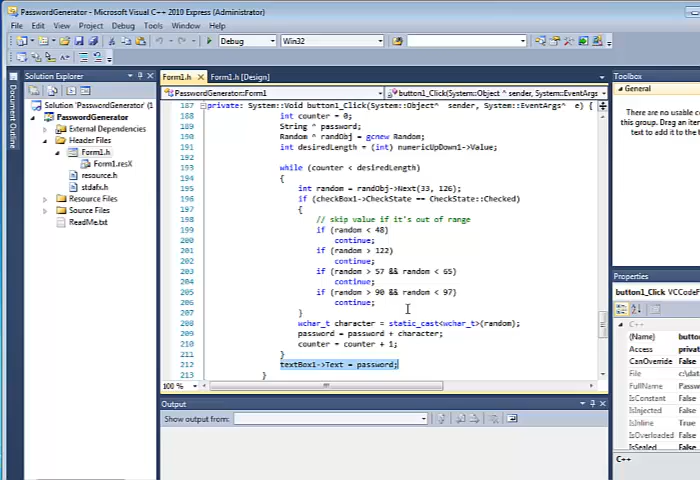 PasswordGenerator - Microsoft Visual C++ 2010 Express (Administrator)
File Edit View Project Debug Tools Window Help
Debug Win32
Document Outline
Solution Explorer
Solution 'PasswordGenerator' (1
PasswordGenerator
External Dependencies
Header Files
Form1.h
Form1.resX
resource.h
stdafx.h
Resource Files
Source Files
ReadMe.txt
Form1.h Form1.h [Design]
PasswordGenerator::Form1 button1_Click(System::Object ^ sender, System::EventArgs
187 private: System::Void button1_Click(System::Object^ sender, System::EventArgs^ e) {
188 int counter = 0;
189 String ^ password;
190 Random ^ randObj = gcnew Random;
191 int desiredLength = (int) numericUpDown1->Value;
192
193 while (counter < desiredLength)
194 {
195 int random = randObj->Next(33, 126);
196 if (checkBox1->CheckState == CheckState::Checked)
197 {
198 // skip value if it's out of range
199 if (random < 48)
200 continue;
201 if (random > 122)
202 continue;
203 if (random > 57 && random < 65)
204 continue;
205 if (random > 90 && random < 97)
206 continue;
207 }
208 wchar_t character = static_cast<wchar_t>(random);
209 password = password + character;
210 counter = counter + 1;
211 }
212 textBox1->Text = password;
213 }
100 %
Output
Show output from:
Toolbox
General
There are no usable c
this group. Drag an iter
text to add it to the t
Properties
button1_Click VCCodeF
C++
(Name) butto
Access privat
CanOverride False
File c:\dat
FullName Passw
IsConstant False
IsInjected False
IsInline True
IsOverloaded False
IsSealed False
C++